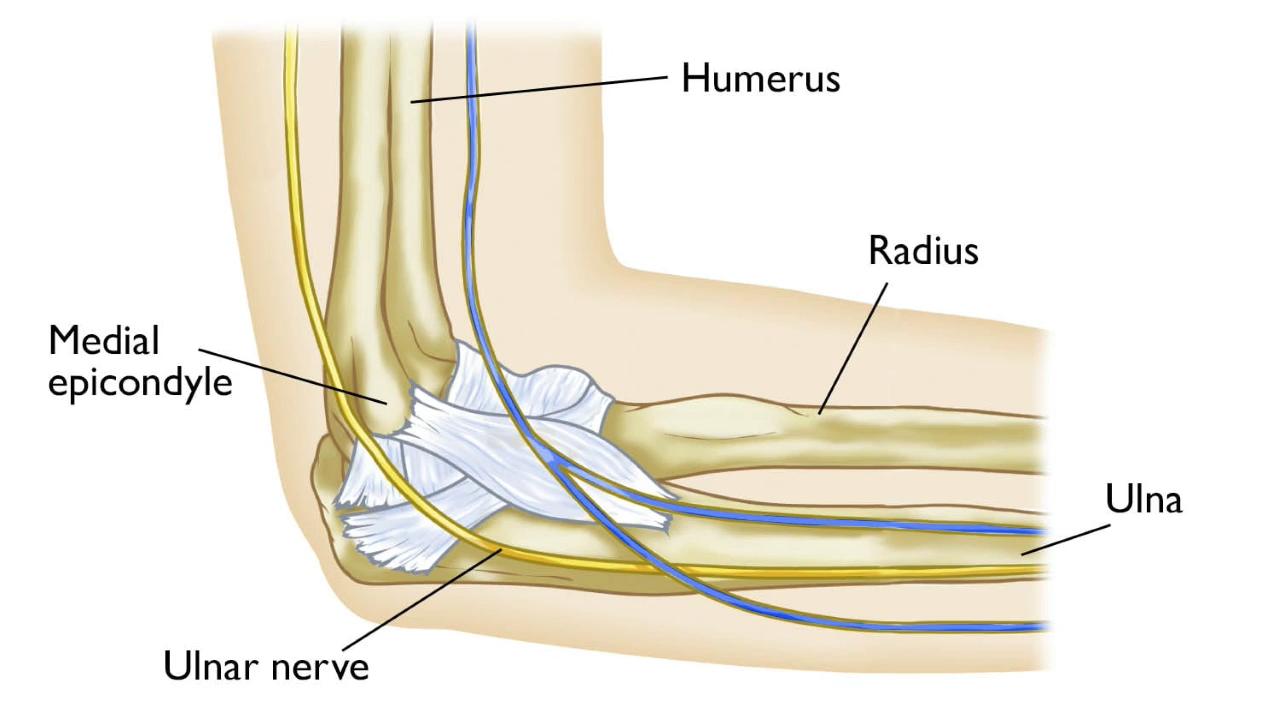 Humerus
Radius
Medial
epicondyle
Ulna
Ulnar nerve